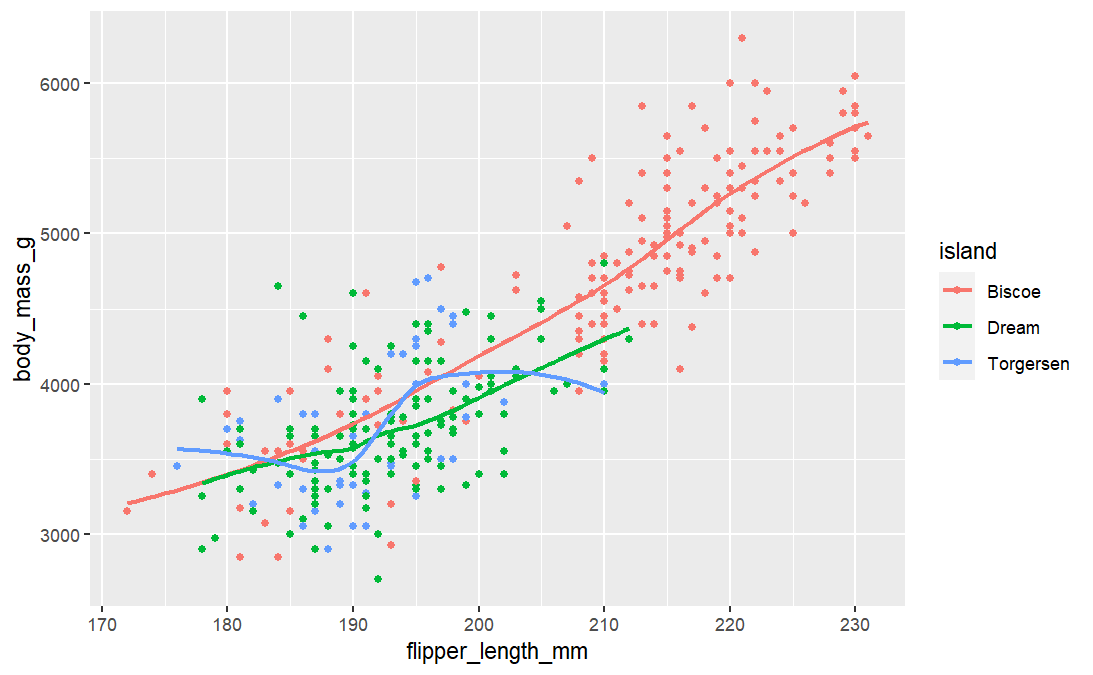 6000
5000
4000
3000
body_mass_g
170 180 190 200 210 220 230
flipper_length_mm
island
Biscoe
Dream
Torgersen